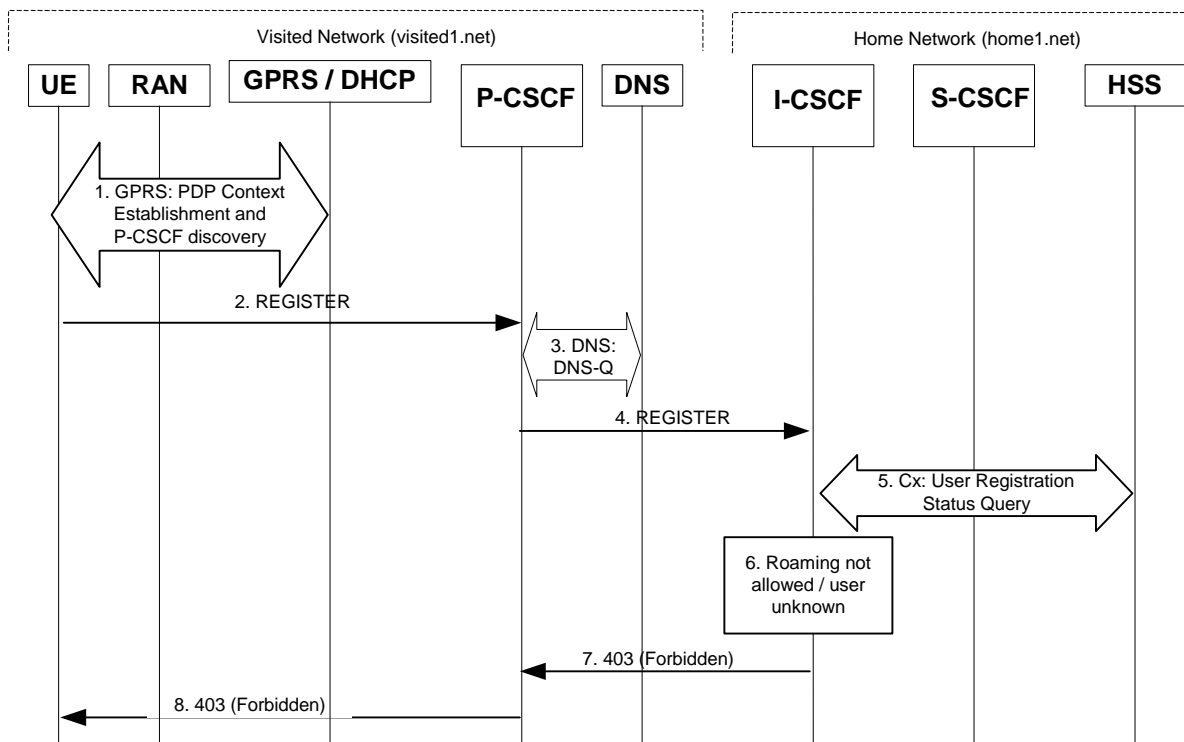 Visited Network (visited1.net)
Home Network (home1.net)
UE
RAN
GPRS / DHCP
P-CSCF
DNS
I-CSCF
S-CSCF
HSS
1. GPRS: PDP Context
Establishment and
P-CSCF discovery
2. REGISTER
3. DNS:
DNS-Q
4. REGISTER
5. Cx: User Registration
Status Query
6. Roaming not
allowed / user
unknown
7. 403 (Forbidden)
8. 403 (Forbidden)